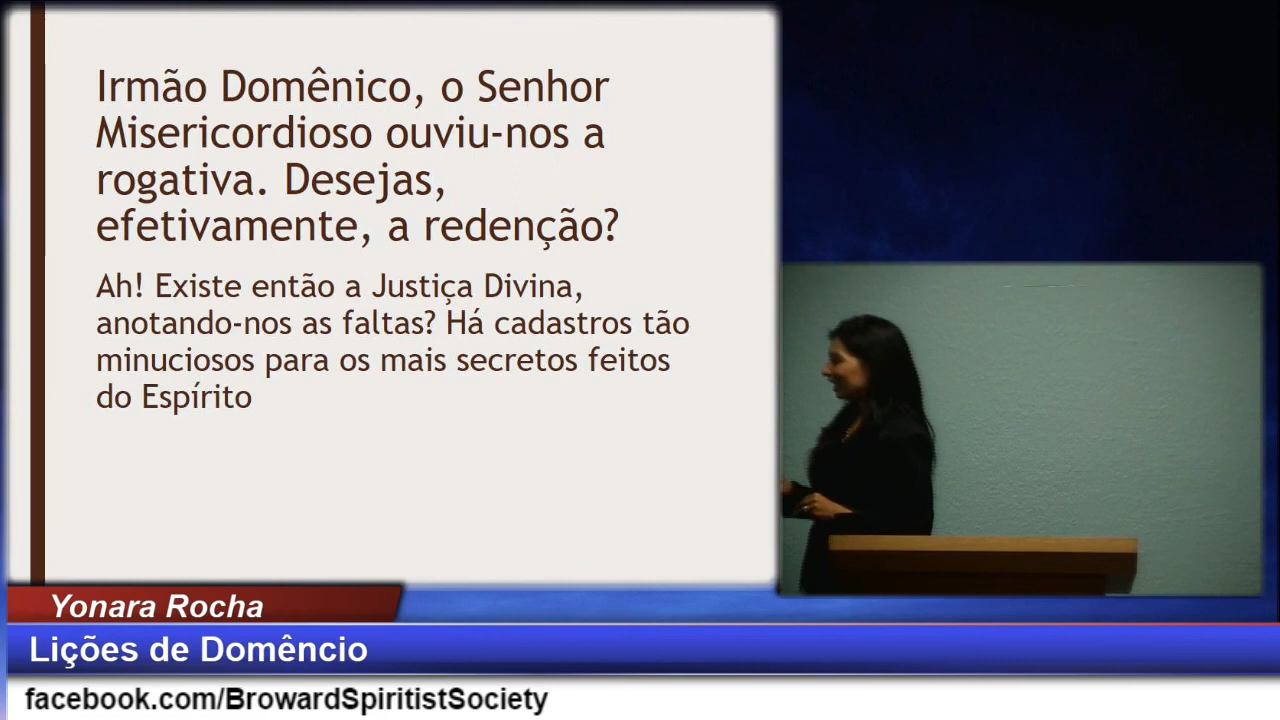 Irmão Domênico, o Senhor
Misericordioso ouviu-nos a
rogativa. Desejas,
efetivamente, a redenção?
Ah! Existe então a Justiça Divina,
anotando-nos as faltas? Há cadastros tão
minuciosos para os mais secretos feitos
do Espírito
Yonara Rocha
Lições de Domêncio
facebook.com/BrowardSpiritistSociety